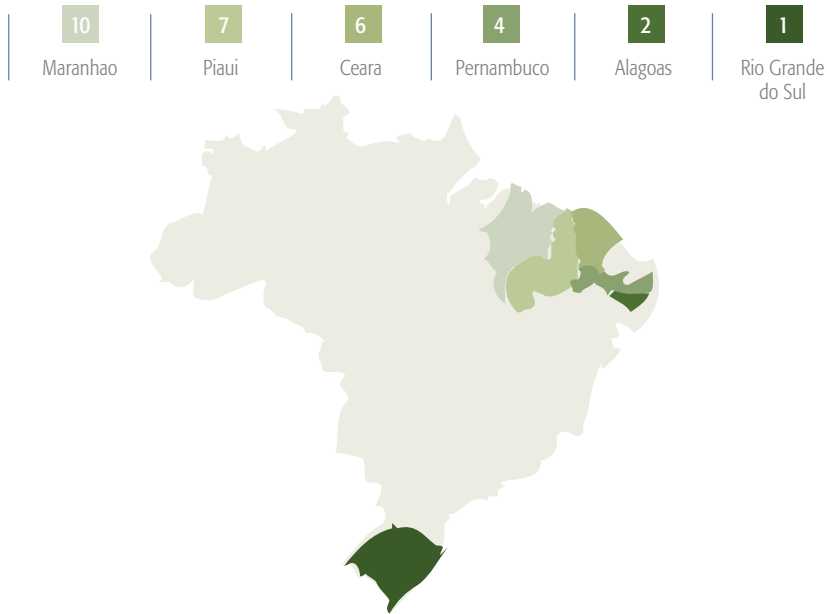 10
Maranhao
7
Piaui
6
Ceara
4
Pernambuco
2
Alagoas
1
Rio Grande
do Sul